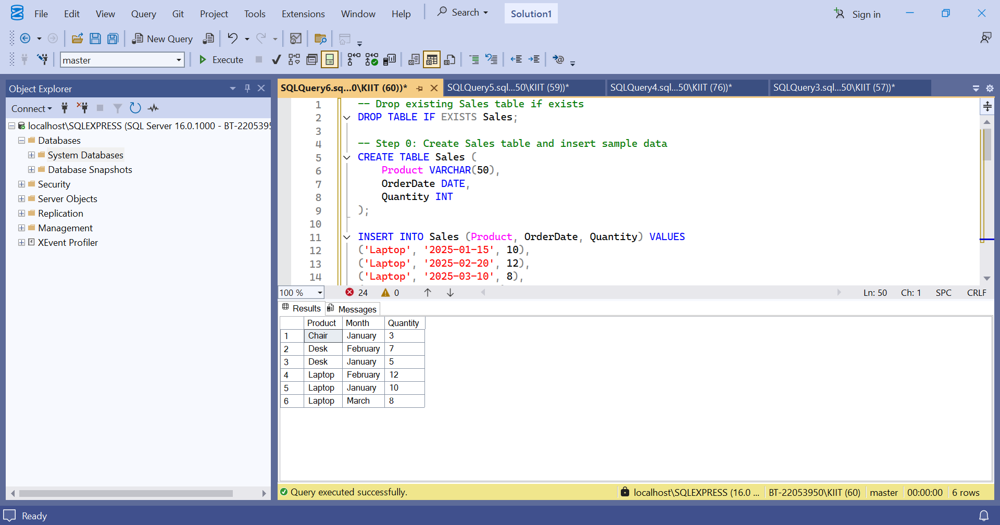 File Edit View Query Git Project Tools Extensions Window Help Search Solution1 Sign in
New Query
master Execute
Object Explorer
Connect
localhost\SQLEXPRESS (SQL Server 16.0.1000 - BT-2205395
Databases
System Databases
Database Snapshots
Security
Server Objects
Replication
Management
XEvent Profiler
SQLQuery6.sq...0\KIIT (60))* SQLQuery5.sql...50\KIIT (59))* SQLQuery4.sql...50\KIIT (76))* SQLQuery3.sql...50\KIIT (57))*
1 -- Drop existing Sales table if exists
2 DROP TABLE IF EXISTS Sales;
3
4 -- Step 0: Create Sales table and insert sample data
5 CREATE TABLE Sales (
6 Product VARCHAR(50),
7 OrderDate DATE,
8 Quantity INT
9 );
10
11 INSERT INTO Sales (Product, OrderDate, Quantity) VALUES
12 ('Laptop', '2025-01-15', 10),
13 ('Laptop', '2025-02-20', 12),
14 ('Laptop', '2025-03-10', 8),
100 % 24 0 Ln: 50 Ch: 1 SPC CRLF
Results Messages
Product Month Quantity
1 Chair January 3
2 Desk February 7
3 Desk January 5
4 Laptop February 12
5 Laptop January 10
6 Laptop March 8
Query executed successfully. localhost\SQLEXPRESS (16.0 ... BT-22053950\KIIT (60) master 00:00:00 6 rows
Ready